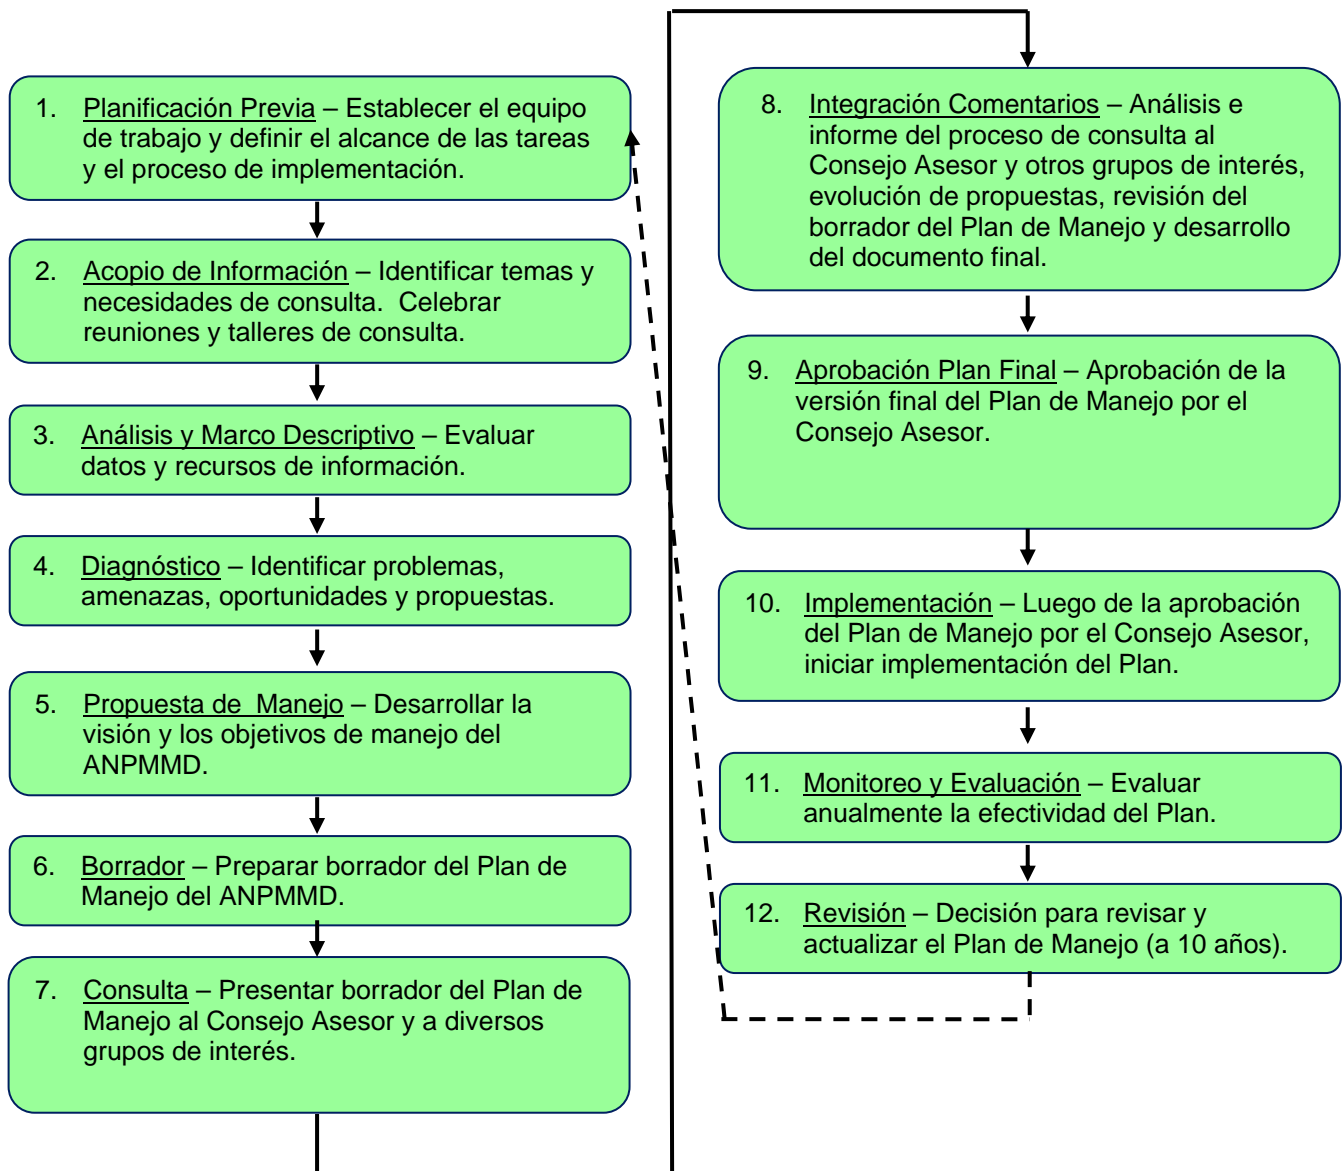 1. Planificación Previa – Establecer el equipo
de trabajo y definir el alcance de las tareas
y el proceso de implementación.
2. Acopio de Información – Identificar temas y
necesidades de consulta.  Celebrar
reuniones y talleres de consulta.
3. Análisis y Marco Descriptivo – Evaluar
datos y recursos de información.
4. Diagnóstico – Identificar problemas,
amenazas, oportunidades y propuestas.
5. Propuesta de  Manejo – Desarrollar la
visión y los objetivos de manejo del
ANPMMD.
6. Borrador – Preparar borrador del Plan de
Manejo del ANPMMD.
7. Consulta – Presentar borrador del Plan de
Manejo al Consejo Asesor y a diversos
grupos de interés.
8. Integración Comentarios – Análisis e
informe del proceso de consulta al
Consejo Asesor y otros grupos de interés,
evolución de propuestas, revisión del
borrador del Plan de Manejo y desarrollo
del documento final.
9. Aprobación Plan Final – Aprobación de la
versión final del Plan de Manejo por el
Consejo Asesor.
10. Implementación – Luego de la aprobación
del Plan de Manejo por el Consejo Asesor,
iniciar implementación del Plan.
11. Monitoreo y Evaluación – Evaluar
anualmente la efectividad del Plan.
12. Revisión – Decisión para revisar y
actualizar el Plan de Manejo (a 10 años).